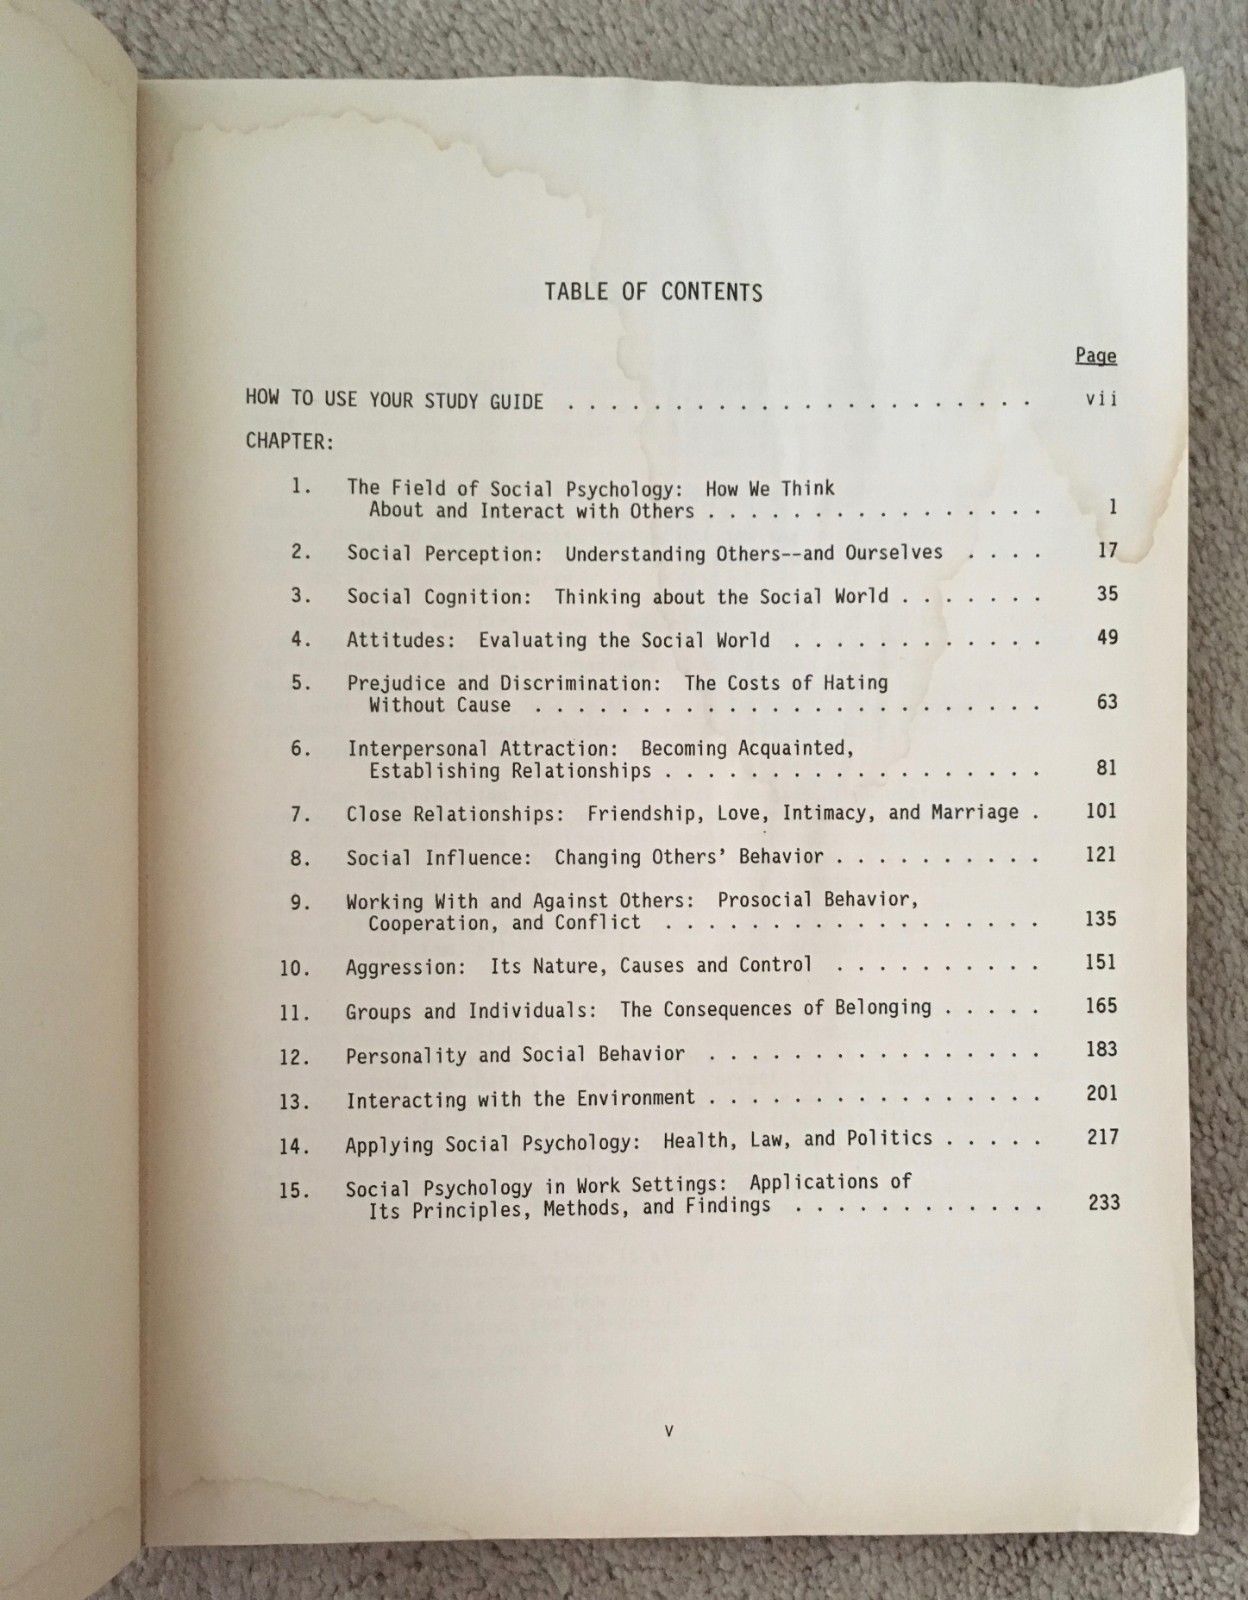 TABLE OF CONTENTS
Page
HOW TO USE YOUR STUDY GUIDE . . . . . . . . . . . . . . . . . . . . . . vii
CHAPTER:
1. The Field of Social Psychology: How We Think
About and Interact with Others . . . . . . . . . . . . . . . . 1
2. Social Perception: Understanding Others--and Ourselves . . . . 17
3. Social Cognition: Thinking about the Social World . . . . . . . 35
4. Attitudes: Evaluating the Social World . . . . . . . . . . . . 49
5. Prejudice and Discrimination: The Costs of Hating
Without Cause . . . . . . . . . . . . . . . . . . . . . . . . 63
6. Interpersonal Attraction: Becoming Acquainted,
Establishing Relationships . . . . . . . . . . . . . . . . . . 81
7. Close Relationships: Friendship, Love, Intimacy, and Marriage . 101
8. Social Influence: Changing Others' Behavior . . . . . . . . . . 121
9. Working With and Against Others: Prosocial Behavior,
Cooperation, and Conflict . . . . . . . . . . . . . . . . . . 135
10. Aggression: Its Nature, Causes and Control . . . . . . . . . . 151
11. Groups and Individuals: The Consequences of Belonging . . . . . 165
12. Personality and Social Behavior . . . . . . . . . . . . . . . . 183
13. Interacting with the Environment . . . . . . . . . . . . . . . . 201
14. Applying Social Psychology: Health, Law, and Politics . . . . . 217
15. Social Psychology in Work Settings: Applications of
Its Principles, Methods, and Findings . . . . . . . . . . . . 233
v